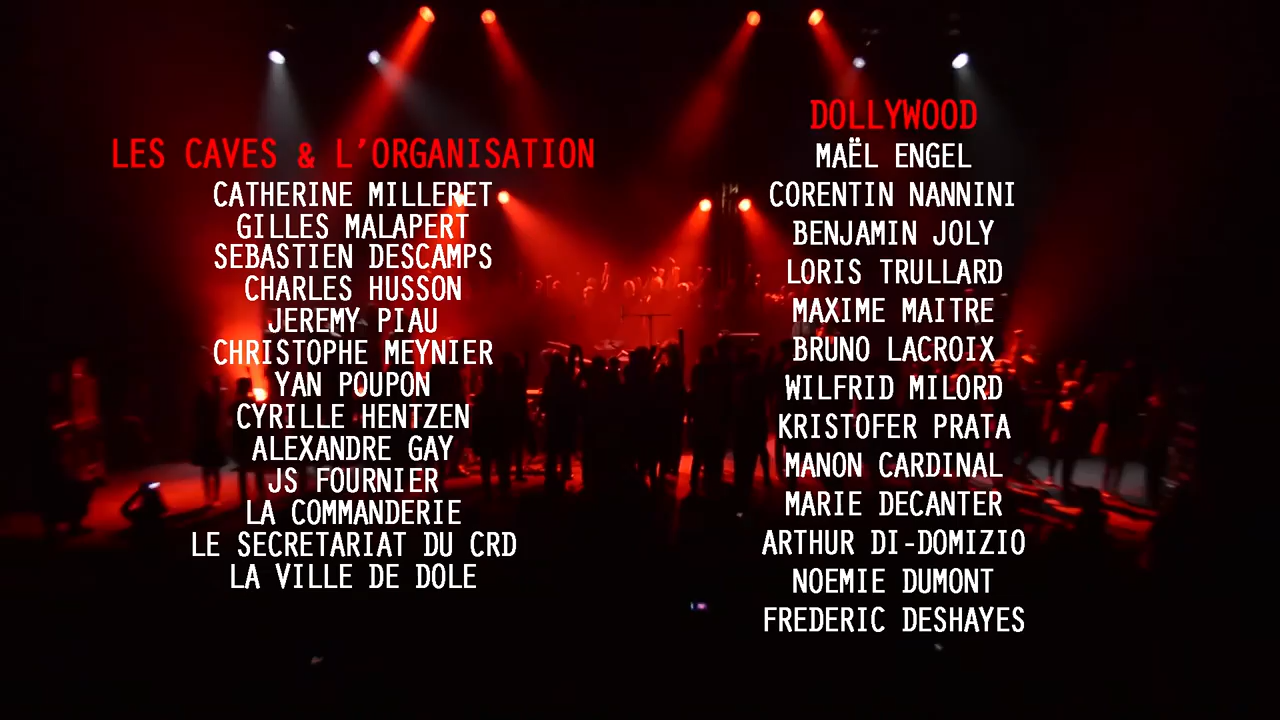 LES CAVES & L'ORGANISATION
CATHERINE MILLERET
GILLES MALAPERT
SEBASTIEN DESCAMPS
CHARLES HUSSON
JEREMY PIAU
CHRISTOPHE MEYNIER
YAN POUPON
CYRILLE HENTZEN
ALEXANDRE GAY
JS FOURNIER
LA COMMANDERIE
LE SECRETARIAT DU CRD
LA VILLE DE DOLE
DOLLYWOOD
MAËL ENGEL
CORENTIN NANNINI
BENJAMIN JOLY
LORIS TRULLARD
MAXIME MAITRE
BRUNO LACROIX
WILFRID MILORD
KRISTOFER PRATA
MANON CARDINAL
MARIE DECANTER
ARTHUR DI-DOMIZIO
NOEMIE DUMONT
FREDERIC DESHAYES